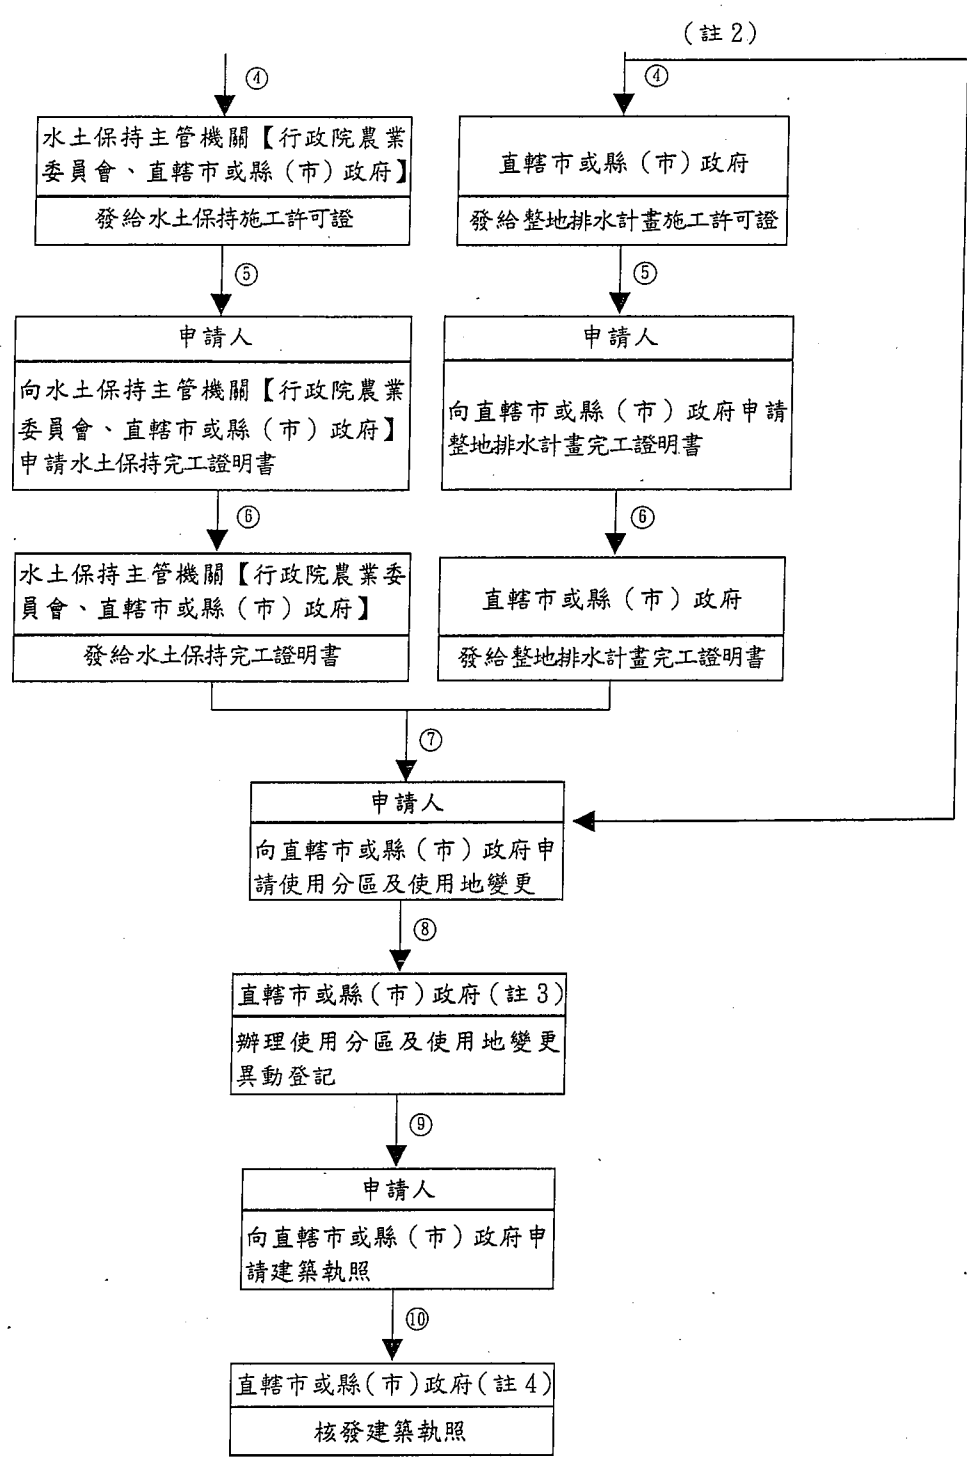 (註2)
④
水土保持主管機關【行政院農業
委員會、直轄市或縣（市）政府】
發給水土保持施工許可證
⑤
申請人
向水土保持主管機關【行政院農業
委員會、直轄市或縣（市）政府】
申請水土保持完工證明書
⑥
水土保持主管機關【行政院農業委
員會、直轄市或縣（市）政府】
發給水土保持完工證明書
④
直轄市或縣（市）政府
發給整地排水計畫施工許可證
⑤
申請人
向直轄市或縣（市）政府申請
整地排水計畫完工證明書
⑥
直轄市或縣（市）政府
發給整地排水計畫完工證明書
⑦
申請人
向直轄市或縣（市）政府申
請使用分區及使用地變更
⑧
直轄市或縣（市）政府（註3）
辦理使用分區及使用地變更
異動登記
⑨
申請人
向直轄市或縣（市）政府申
請建築執照
⑩
直轄市或縣（市）政府（註4）
核發建築執照